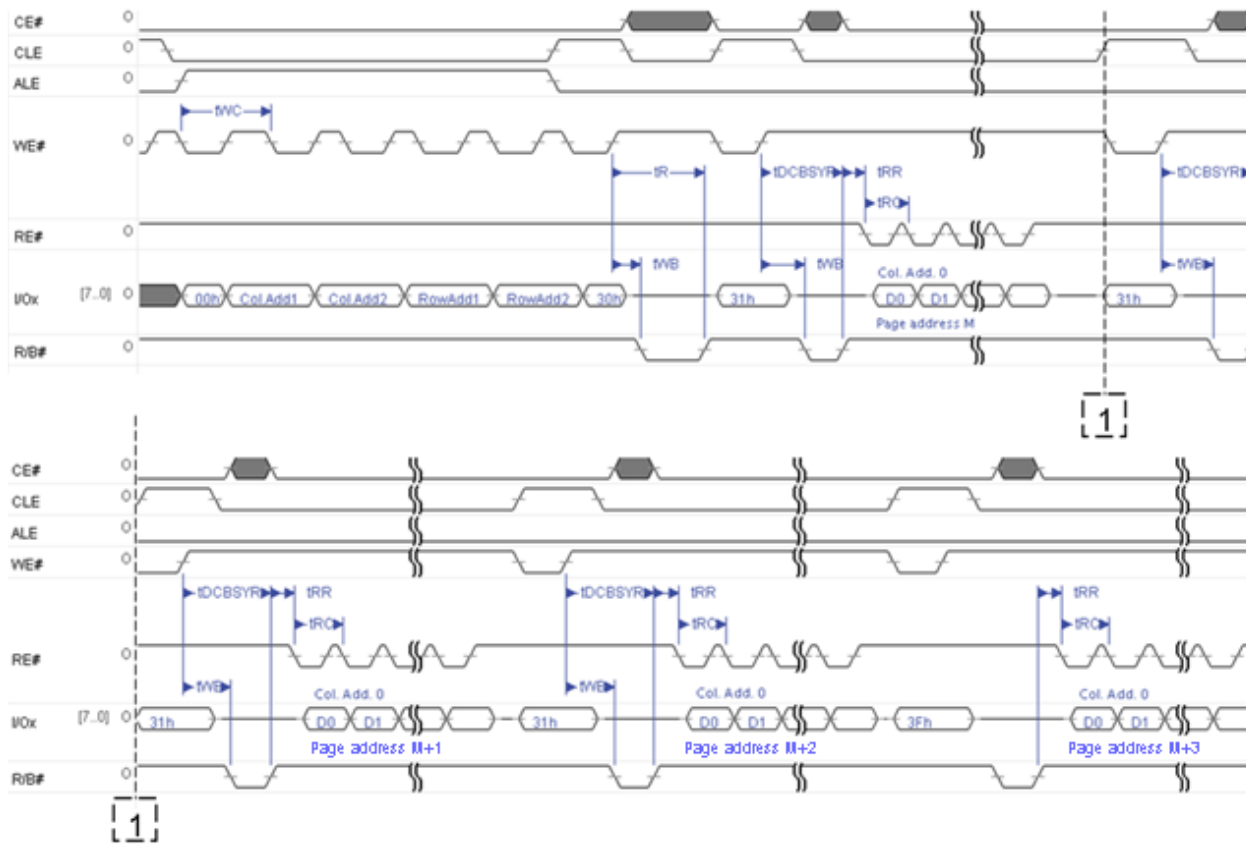 CE# 0
CLE 0
ALE 0
tWC
WE# 0
tR tDCBSYR tRR tDCBSYR
tRC
RE# 0
tWB tWB tWB
Col. Add. 0
I/Ox [7..0] 0 00h Col.Add1 Col.Add2 RowAdd1 RowAdd2 30h 31h D0 D1 31h
Page address M
R/B# 0
1
CE# 0
CLE 0
ALE 0
WE# 0
tDCBSYR tRR tDCBSYR tRR tRR
tRC tRC tRC
RE# 0
tWB tWB
Col. Add. 0 Col. Add. 0 Col. Add. 0
I/Ox [7..0] 0 31h D0 D1 31h D0 D1 3Fh D0 D1
Page address M+1 Page address M+2 Page address M+3
R/B# 0
1